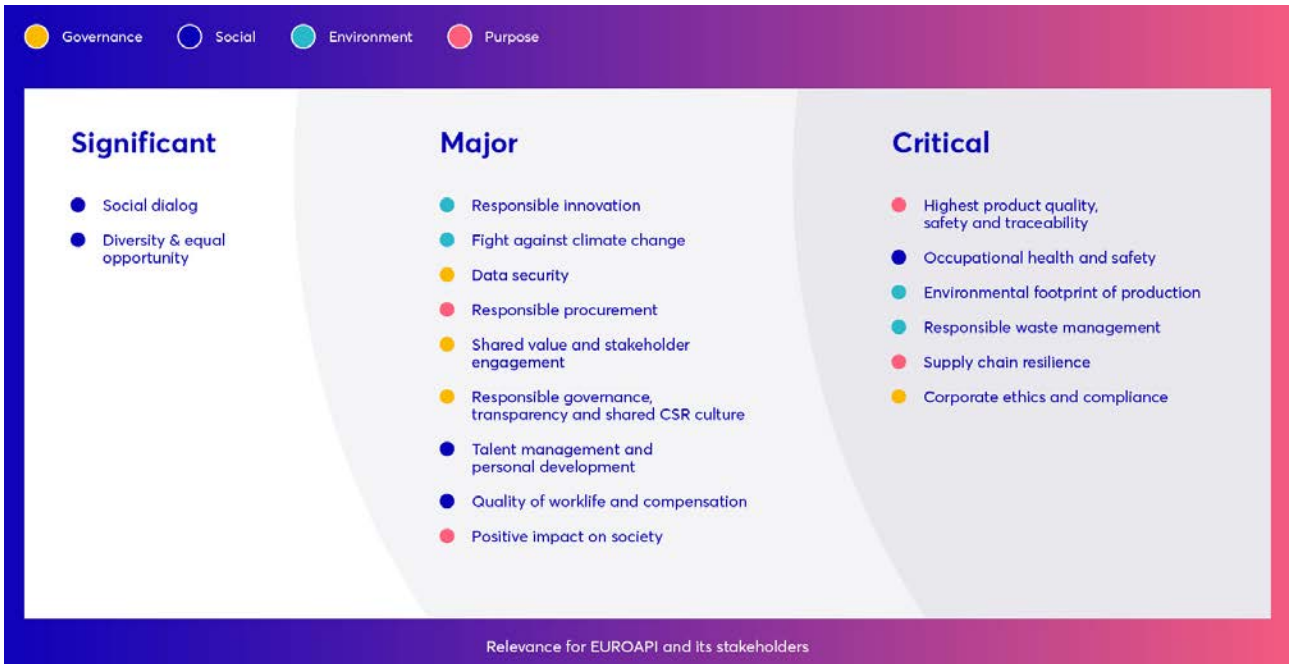 Governance
Social
Environment
Purpose
Significant
Social dialog
Diversity & equal
opportunity
Major
Responsible innovation
Fight against climate change
Data security
Responsible procurement
Shared value and stakeholder
engagement
Responsible governance,
transparency and shared CSR culture
Talent management and
personal development
Quality of worklife and compensation
Positive impact on society
Critical
Highest product quality,
safety and traceability
Occupational health and safety
Environmental footprint of production
Responsible waste management
Supply chain resilience
Corporate ethics and compliance
Relevance for EUROAPI and its stakeholders